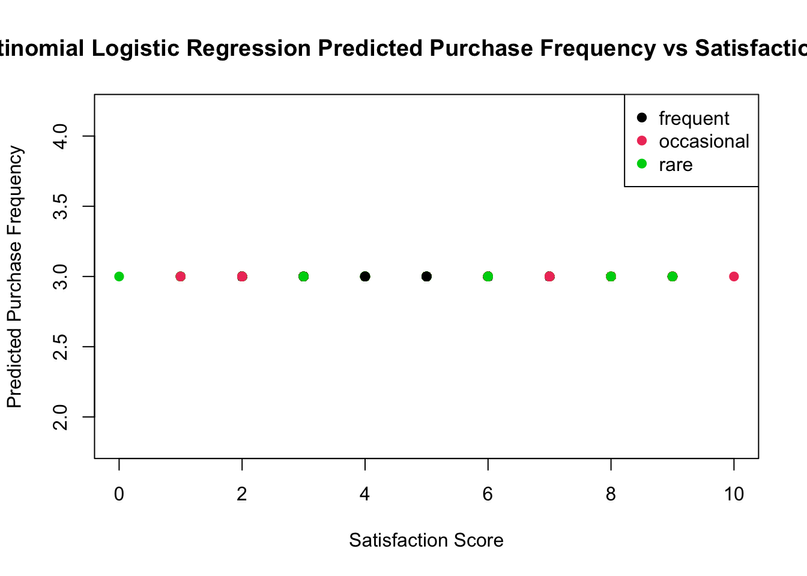 tinomial Logistic Regression Predicted Purchase Frequency vs Satisfactio
frequent
occasional
rare
Predicted Purchase Frequency
4.0
3.5
3.0
2.5
2.0
0 2 4 6 8 10
Satisfaction Score